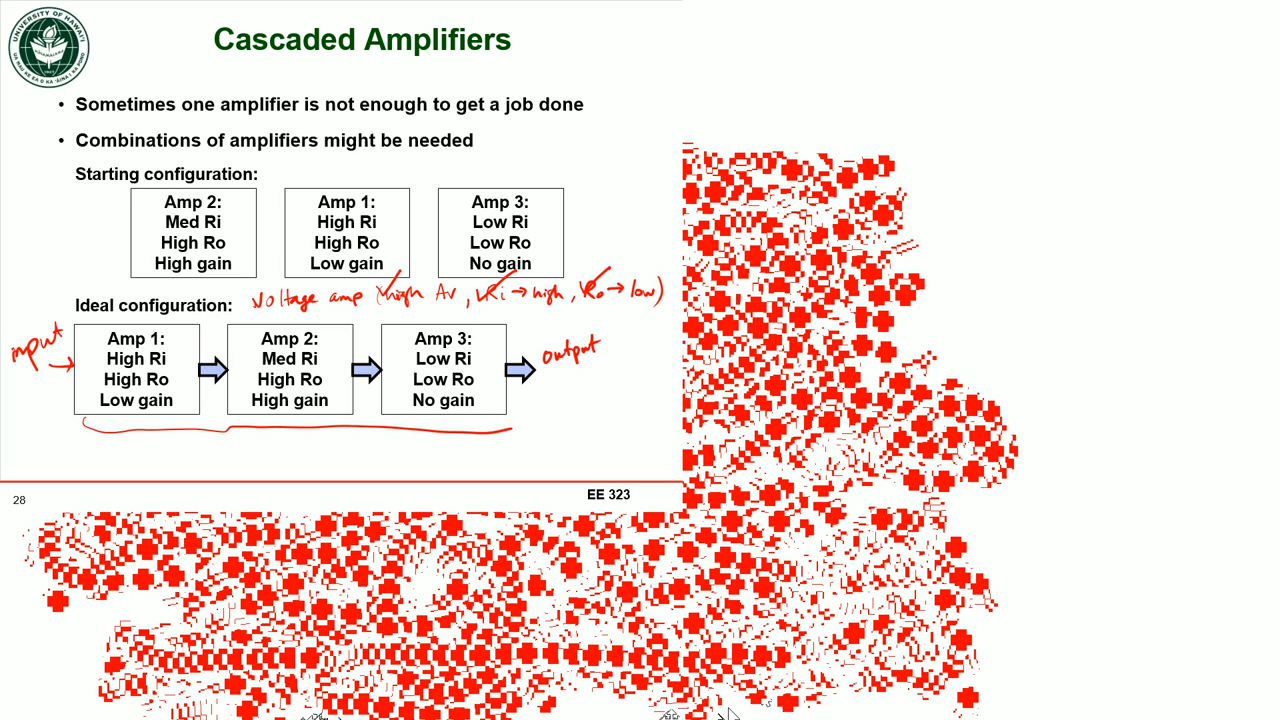 UNIVERSITY OF HAWAI'I
Cascaded Amplifiers
• Sometimes one amplifier is not enough to get a job done
• Combinations of amplifiers might be needed
Starting configuration:
Amp 2:
Med Ri
High Ro
High gain
Amp 1:
High Ri
High Ro
Low gain
Amp 3:
Low Ri
Low Ro
No gain
Ideal configuration:
voltage amp (high Av, Ri → high, Ro → low)
input
Amp 1:
High Ri
High Ro
Low gain
Amp 2:
Med Ri
High Ro
High gain
Amp 3:
Low Ri
Low Ro
No gain
output
28
EE 323